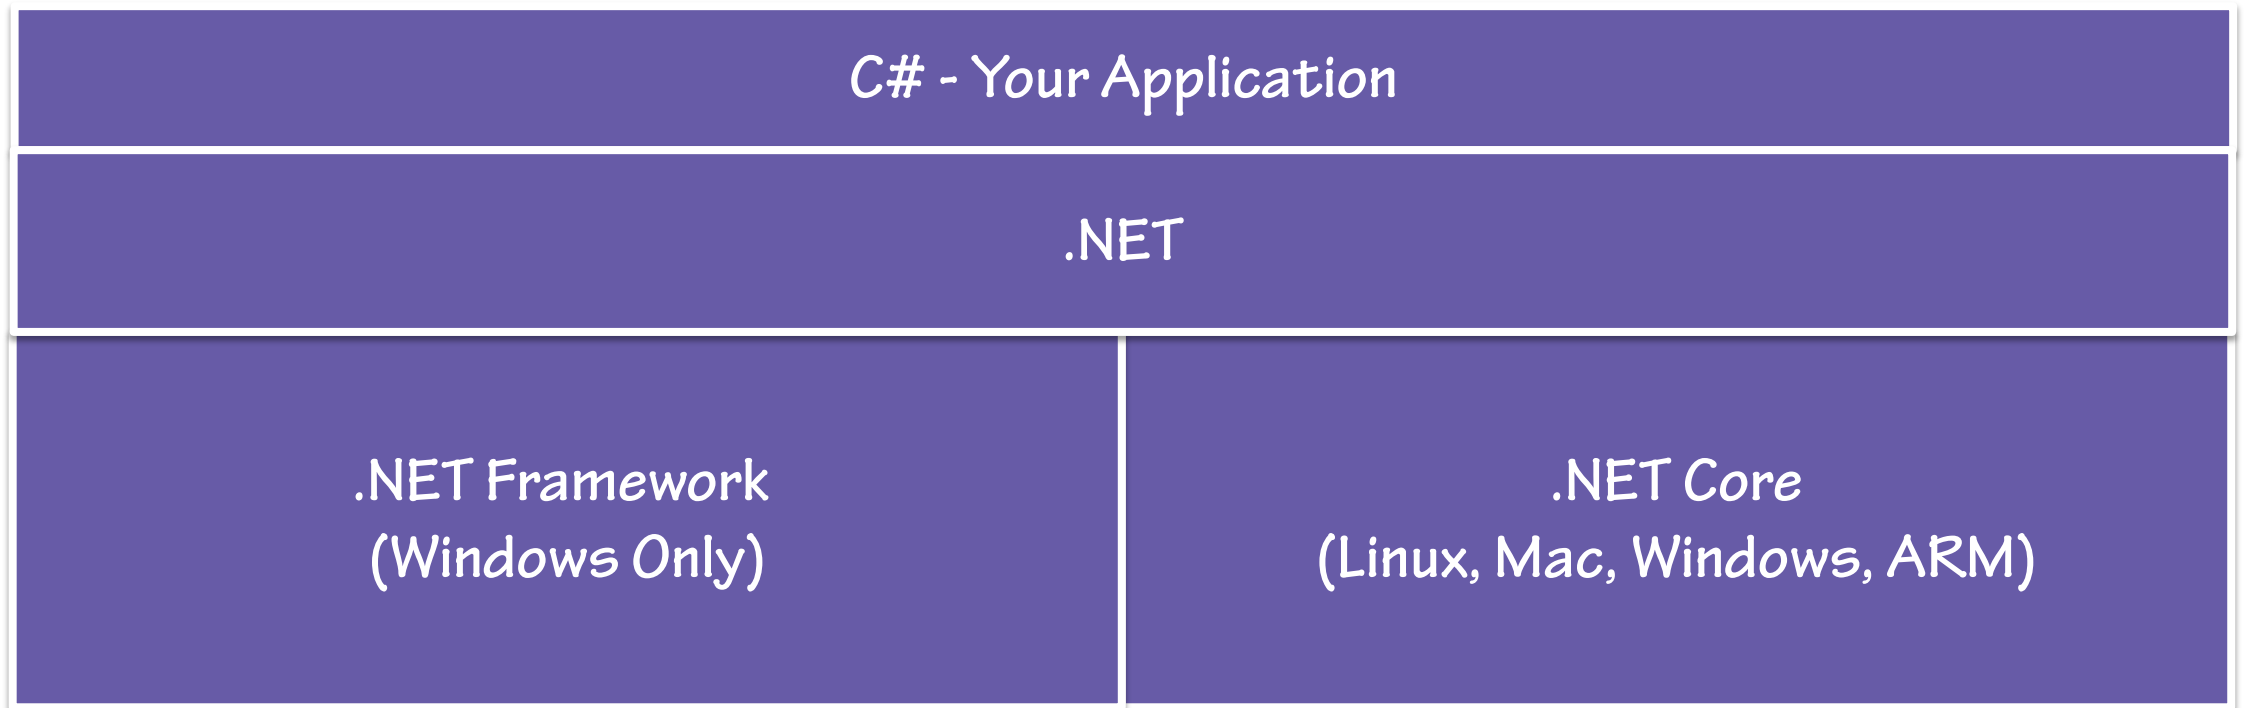 C# - Your Application
.NET
.NET Framework
(Windows Only)
.NET Core
(Linux, Mac, Windows, ARM)